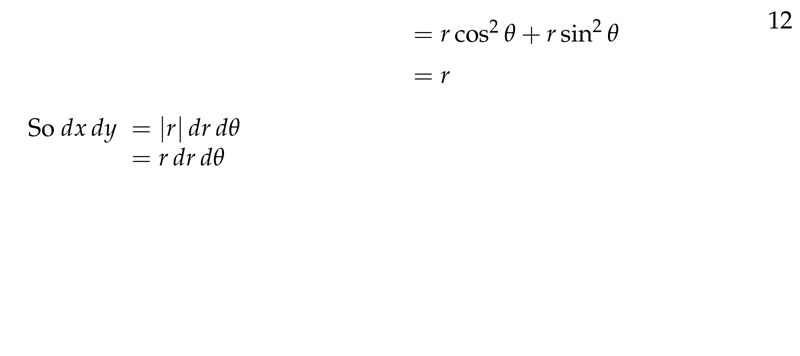 12
= r cos² θ + r sin² θ
= r
So dx dy = |r| dr dθ
= r dr dθ